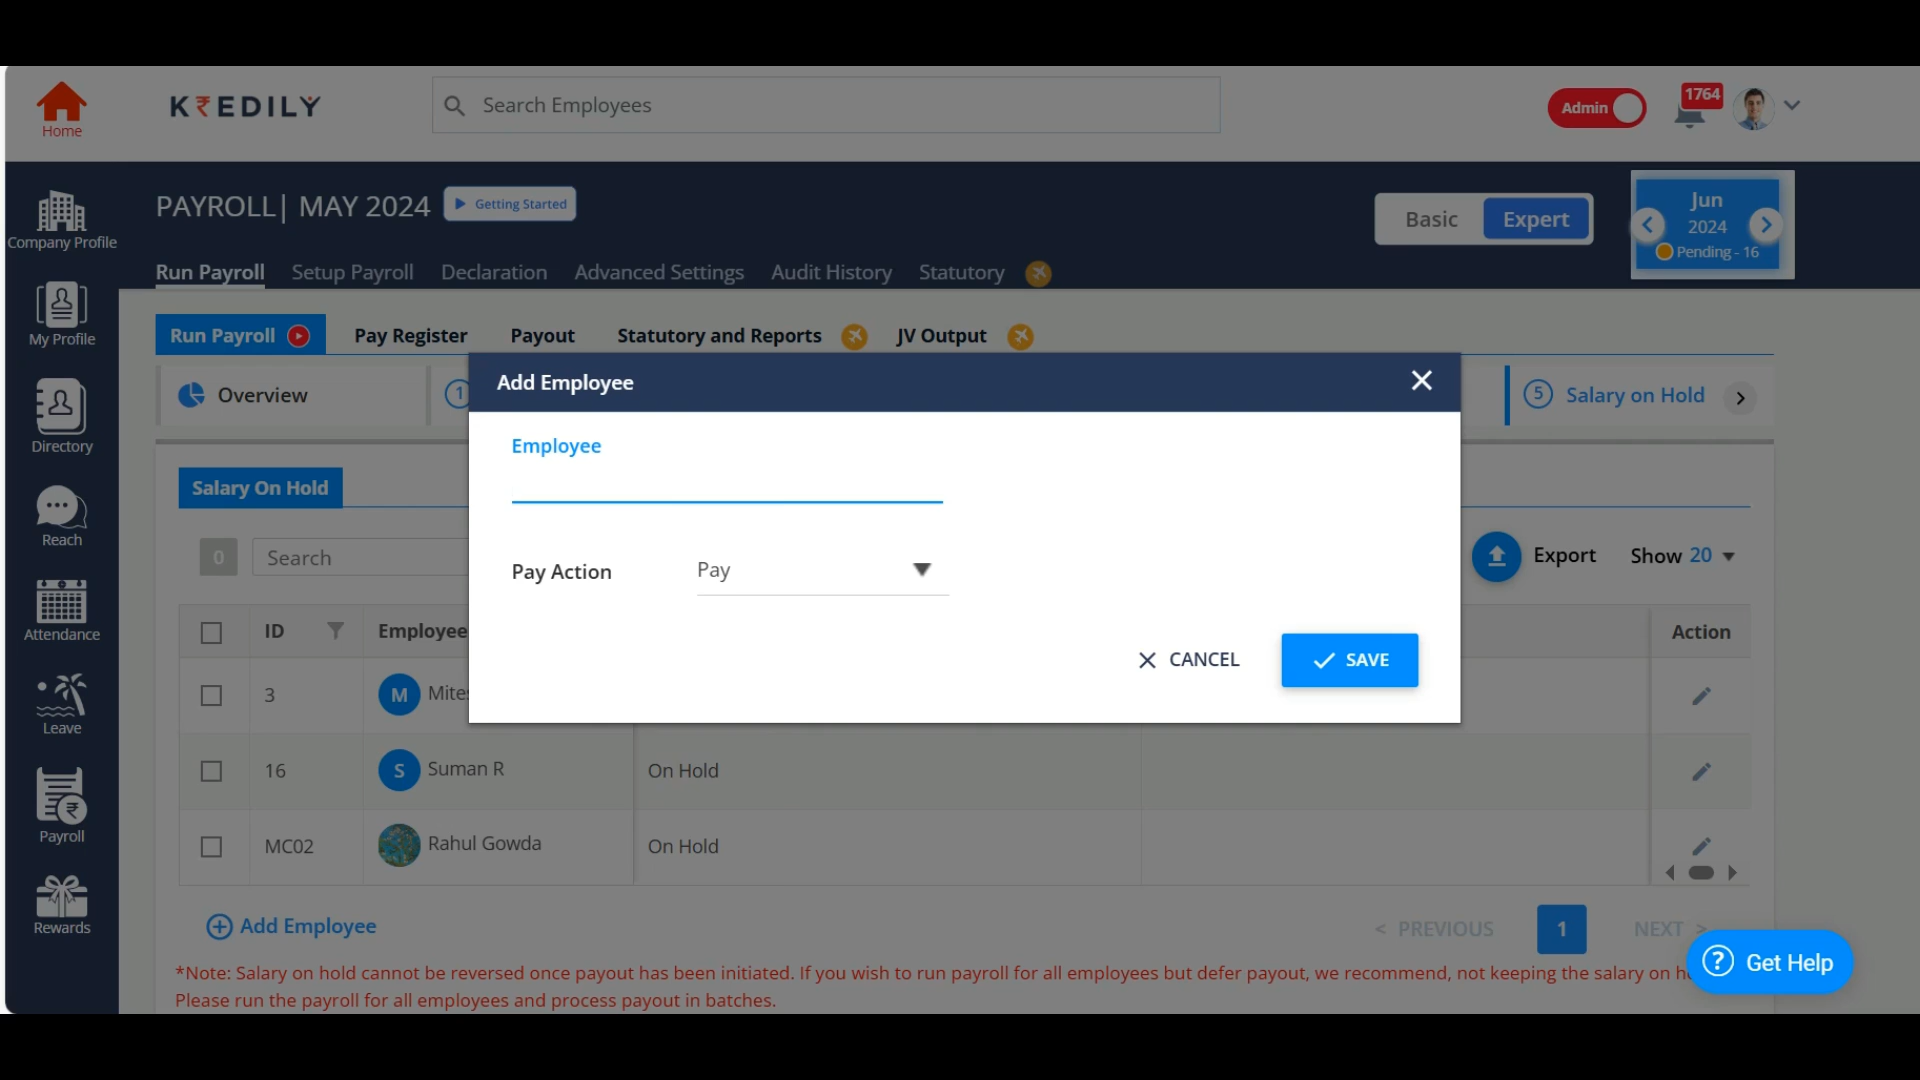 Home
K₹EDILY
Search Employees
Admin
1764
Company Profile
My Profile
Directory
Reach
Attendance
Leave
Payroll
Rewards
PAYROLL| MAY 2024
Getting Started
Basic
Expert
Jun
2024
Pending - 16
Run Payroll
Setup Payroll
Declaration
Advanced Settings
Audit History
Statutory
Run Payroll
Pay Register
Payout
Statutory and Reports
JV Output
Overview
1
5
Salary on Hold
Add Employee
Employee
Pay Action
Pay
CANCEL
SAVE
Salary On Hold
0
Search
Export
Show 20
ID
Employee
Action
3
M
16
S
Suman R
On Hold
MC02
Rahul Gowda
On Hold
Add Employee
< PREVIOUS
1
NEXT >
*Note: Salary on hold cannot be reversed once payout has been initiated. If you wish to run payroll for all employees but defer payout, we recommend, not keeping the salary on
Please run the payroll for all employees and process payout in batches.
? Get Help